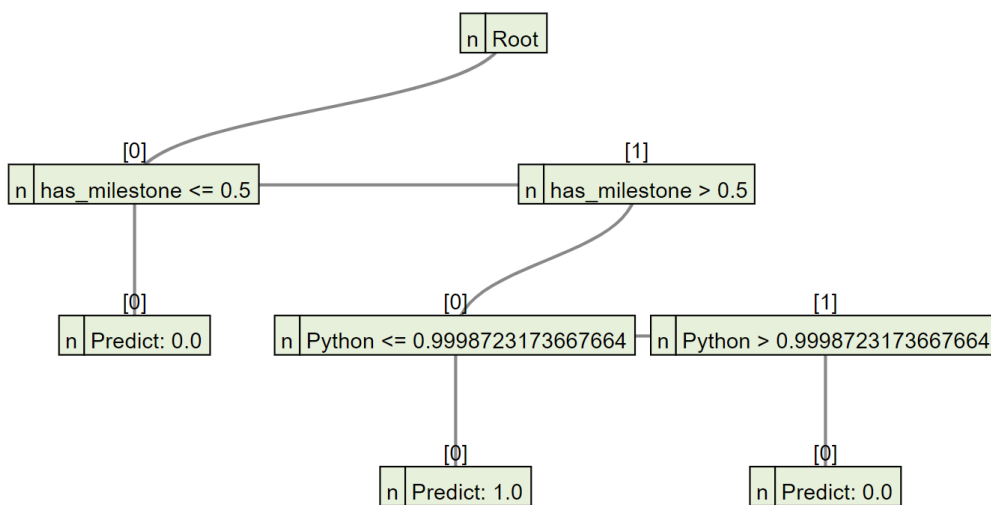 n Root
[0] [1]
n has_milestone <= 0.5 n has_milestone > 0.5
[0] [0] [1]
n Predict: 0.0 n Python <= 0.9998723173667664 n Python > 0.9998723173667664
[0] [0]
n Predict: 1.0 n Predict: 0.0